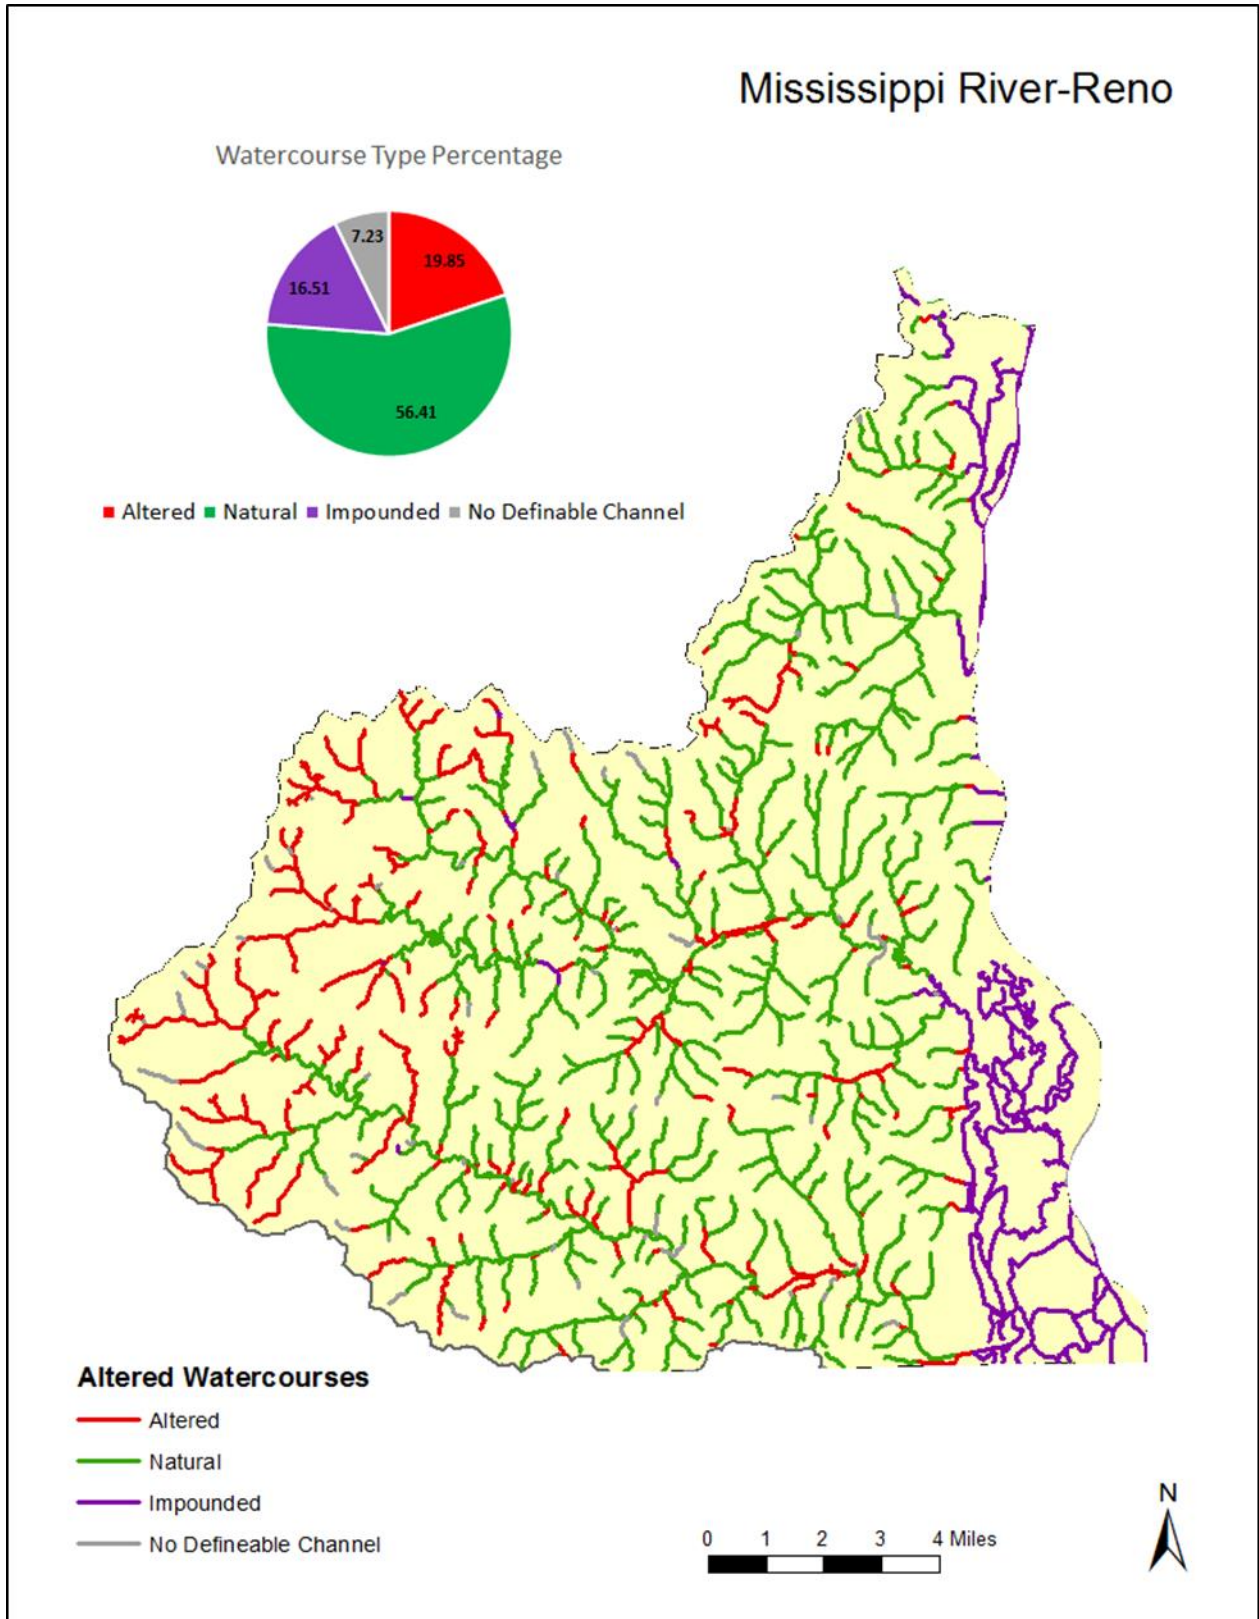 Mississippi River-Reno
Watercourse Type Percentage
7.23
19.85
16.51
56.41
Altered Natural Impounded No Definable Channel
Altered Watercourses
Altered
Natural
Impounded
No Defineable Channel
0 1 2 3 4 Miles
N